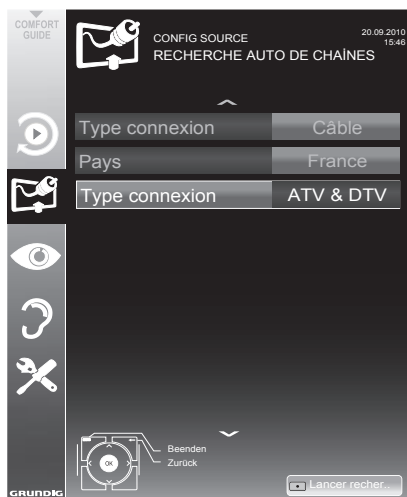 COMFORT
GUIDE
CONFIG SOURCE
RECHERCHE AUTO DE CHAÎNES
20.09.2010
15:46
Type connexion Câble
Pays France
Type connexion ATV & DTV
OK
Beenden
Zurück
Lancer recher..
GRUNDIG